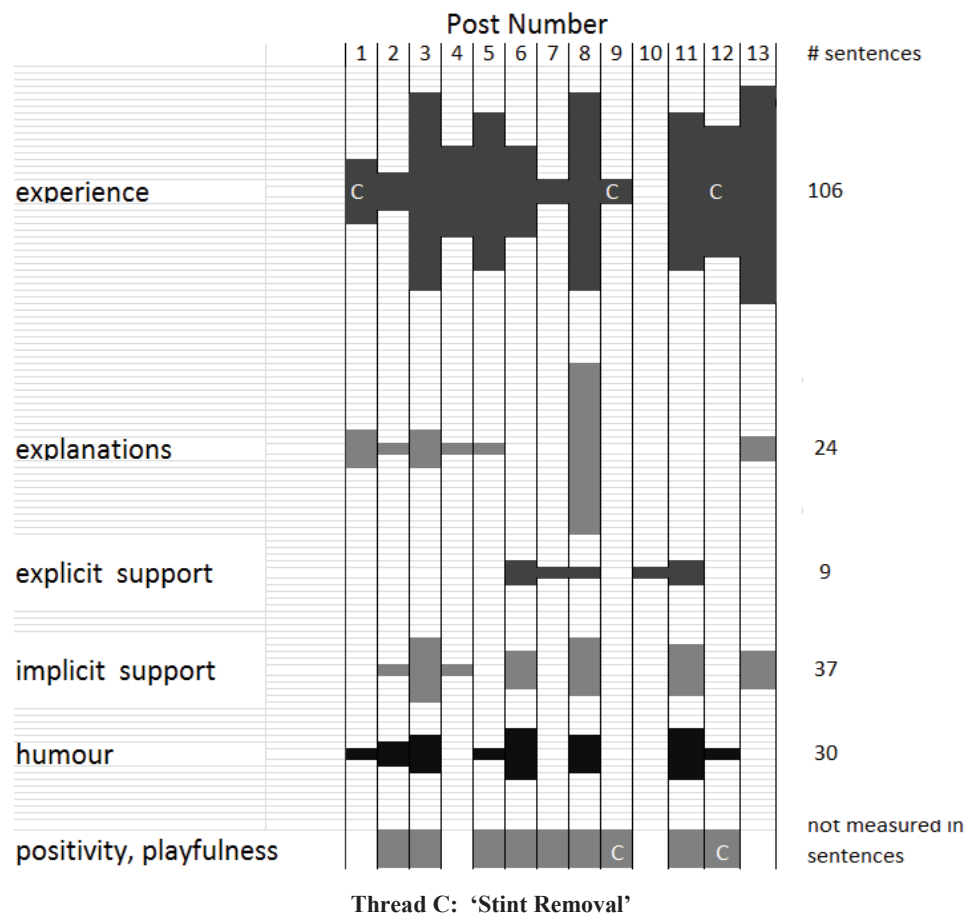 Post Number
1 2 3 4 5 6 7 8 9 10 11 12 13 # sentences
experience C C C 106
explanations 24
explicit support 9
implicit support 37
humour 30
positivity, playfulness C C not measured in
sentences
Thread C: ‘Stint Removal’